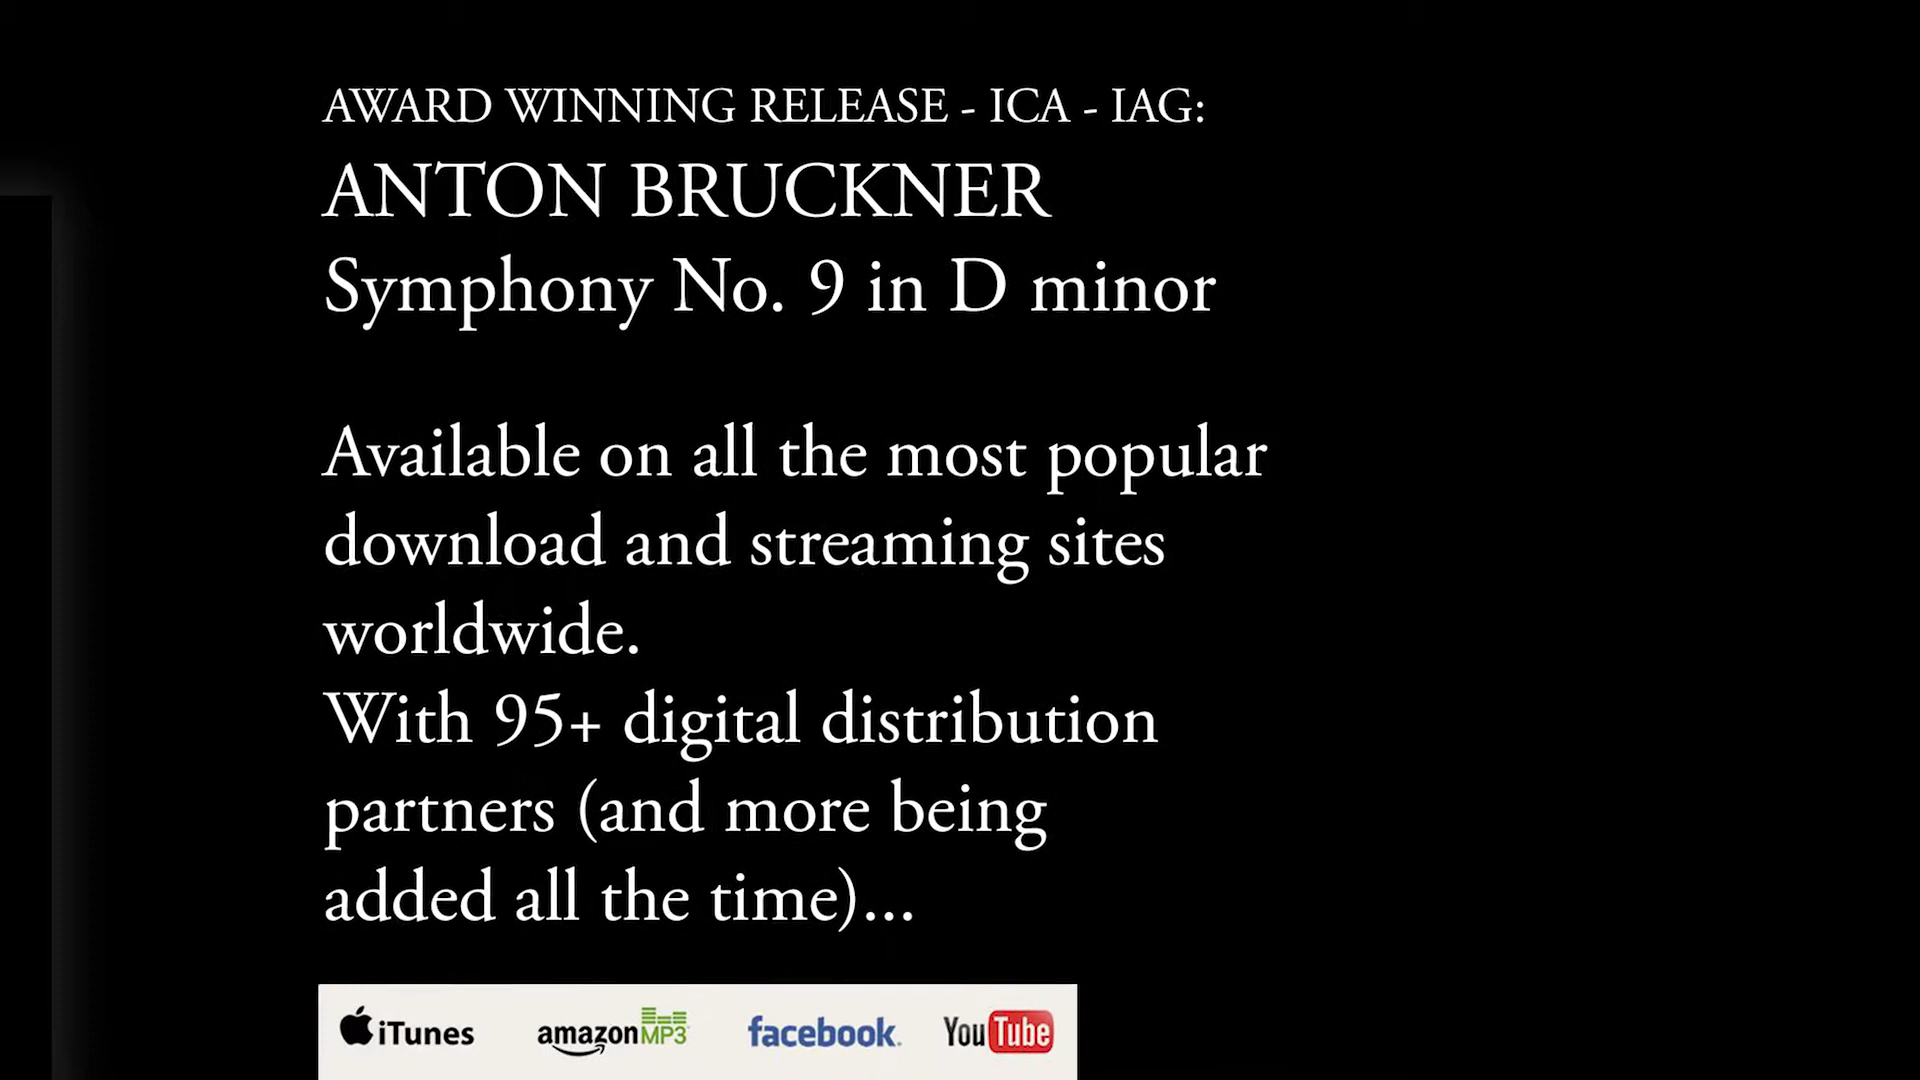 AWARD WINNING RELEASE - ICA - IAG:
ANTON BRUCKNER
Symphony No. 9 in D minor
Available on all the most popular
download and streaming sites
worldwide.
With 95+ digital distribution
partners (and more being
added all the time)...
iTunes amazonMP3 facebook. YouTube